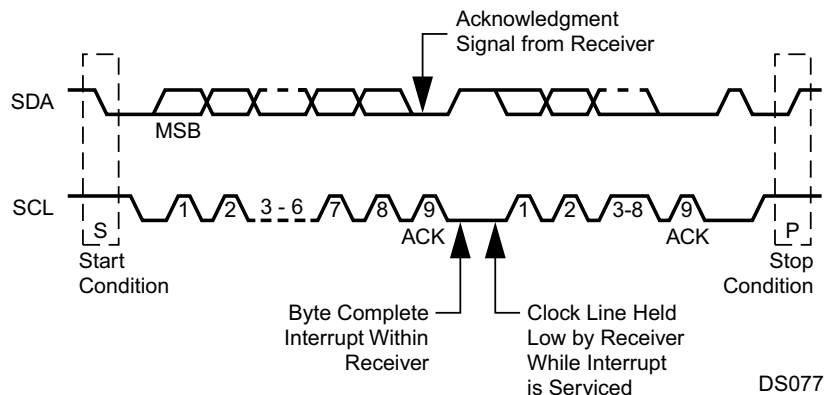 Acknowledgment
Signal from Receiver
SDA
MSB
SCL
1
2
3 - 6
7
8
9
1
2
3-8
9
S
ACK
ACK
P
Start
Condition
Stop
Condition
Byte Complete
Interrupt Within
Receiver
Clock Line Held
Low by Receiver
While Interrupt
is Serviced
DS077